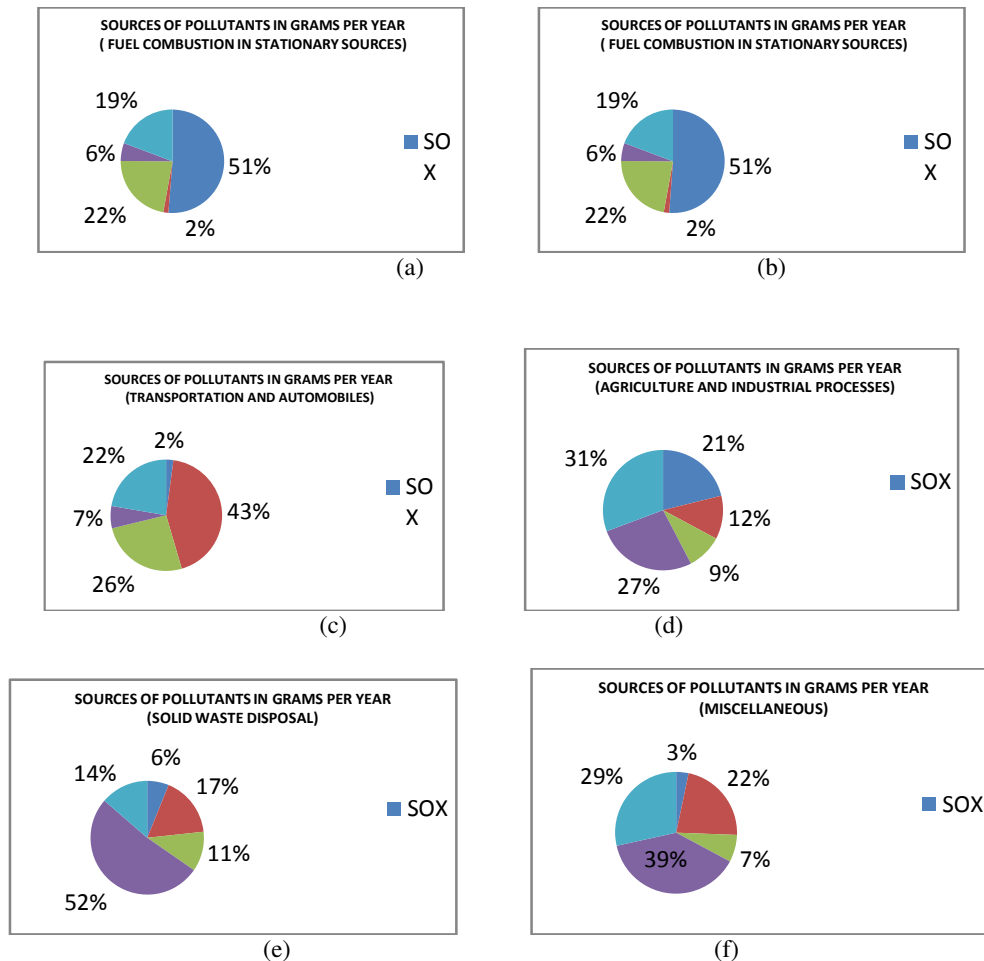 SOURCES OF POLLUTANTS IN GRAMS PER YEAR
( FUEL COMBUSTION IN STATIONARY SOURCES)
19%
6%
51%
22%
2%
SO
X
(a)
SOURCES OF POLLUTANTS IN GRAMS PER YEAR
( FUEL COMBUSTION IN STATIONARY SOURCES)
19%
6%
51%
22%
2%
SO
X
(b)
SOURCES OF POLLUTANTS IN GRAMS PER YEAR
(TRANSPORTATION AND AUTOMOBILES)
2%
22%
43%
7%
26%
SO
X
(c)
SOURCES OF POLLUTANTS IN GRAMS PER YEAR
(AGRICULTURE AND INDUSTRIAL PROCESSES)
21%
31%
12%
9%
27%
SOX
(d)
SOURCES OF POLLUTANTS IN GRAMS PER YEAR
(SOLID WASTE DISPOSAL)
6%
14%
17%
11%
52%
SOX
(e)
SOURCES OF POLLUTANTS IN GRAMS PER YEAR
(MISCELLANEOUS)
3%
29%
22%
7%
39%
SOX
(f)